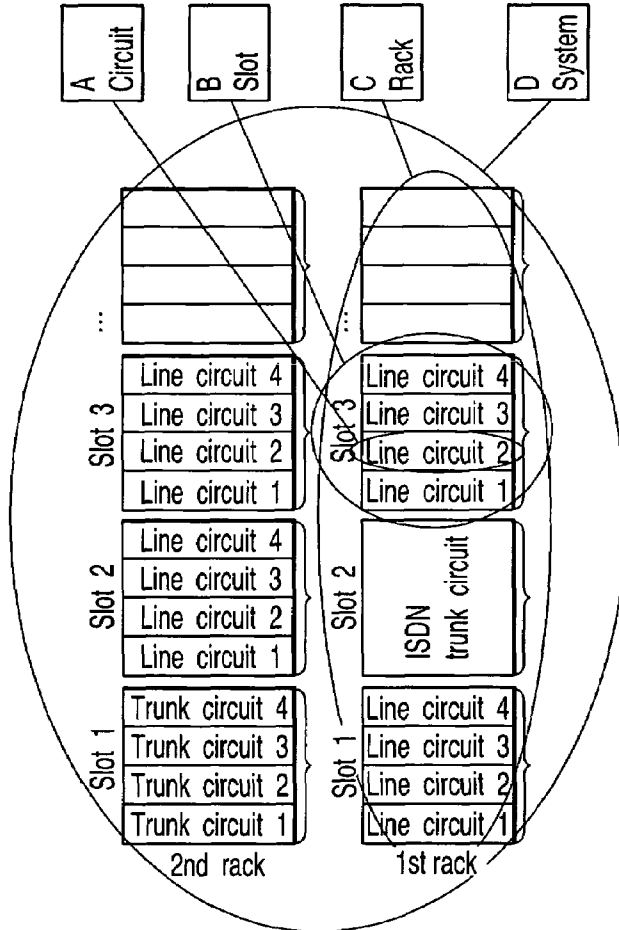 A
Circuit
B
Slot
C
Rack
D
System
Slot 1
Slot 2
Slot 3
...
Trunk circuit 4
Trunk circuit 3
Trunk circuit 2
Trunk circuit 1
Line circuit 4
Line circuit 3
Line circuit 2
Line circuit 1
Line circuit 4
Line circuit 3
Line circuit 2
Line circuit 1
2nd rack
Slot 1
Slot 2
Slot 3
...
Line circuit 4
Line circuit 3
Line circuit 2
Line circuit 1
ISDN
trunk circuit
Line circuit 4
Line circuit 3
Line circuit 2
Line circuit 1
1st rack